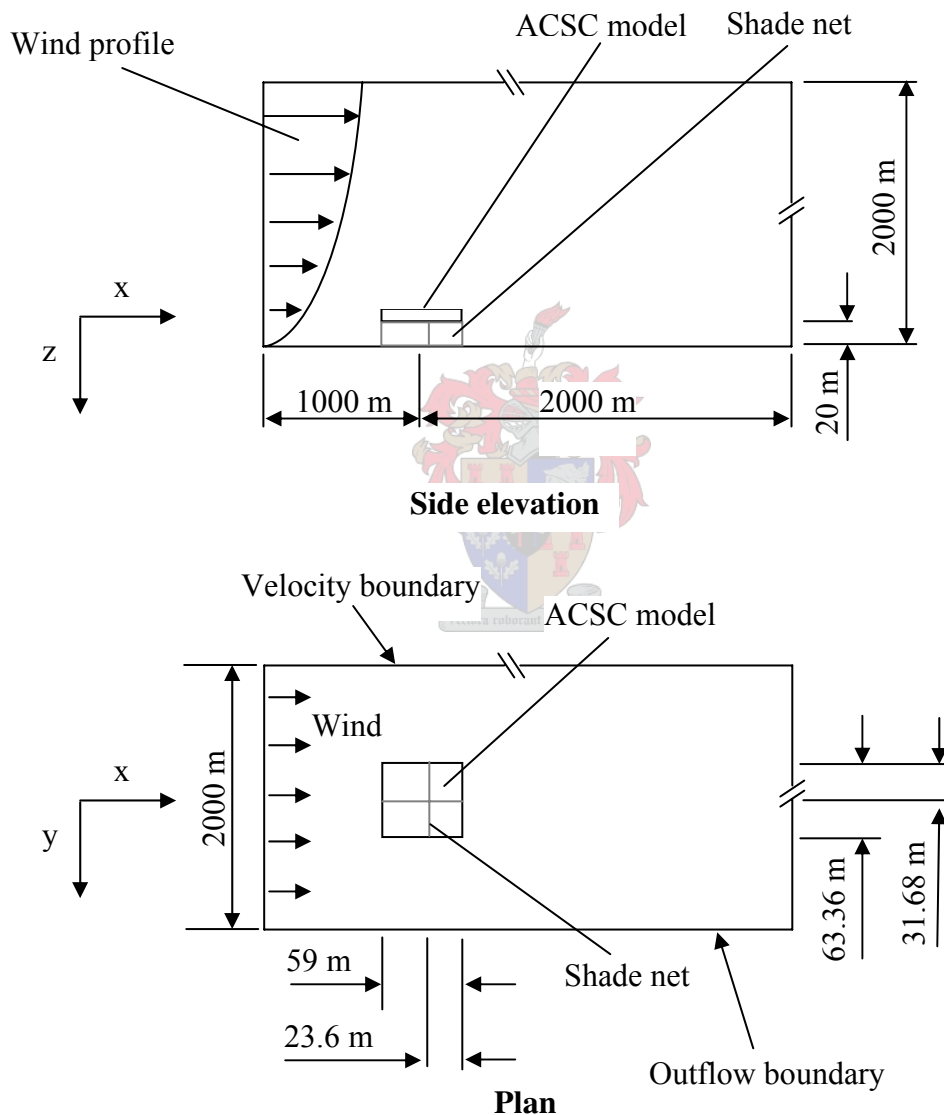 ACSC model
Shade net
Wind profile
x
z
2000 m
20 m
1000 m
2000 m
Side elevation
Velocity boundary
ACSC model
roburant
Wind
x
y
2000 m
63.36 m
31.68 m
59 m
Shade net
23.6 m
Outflow boundary
Plan